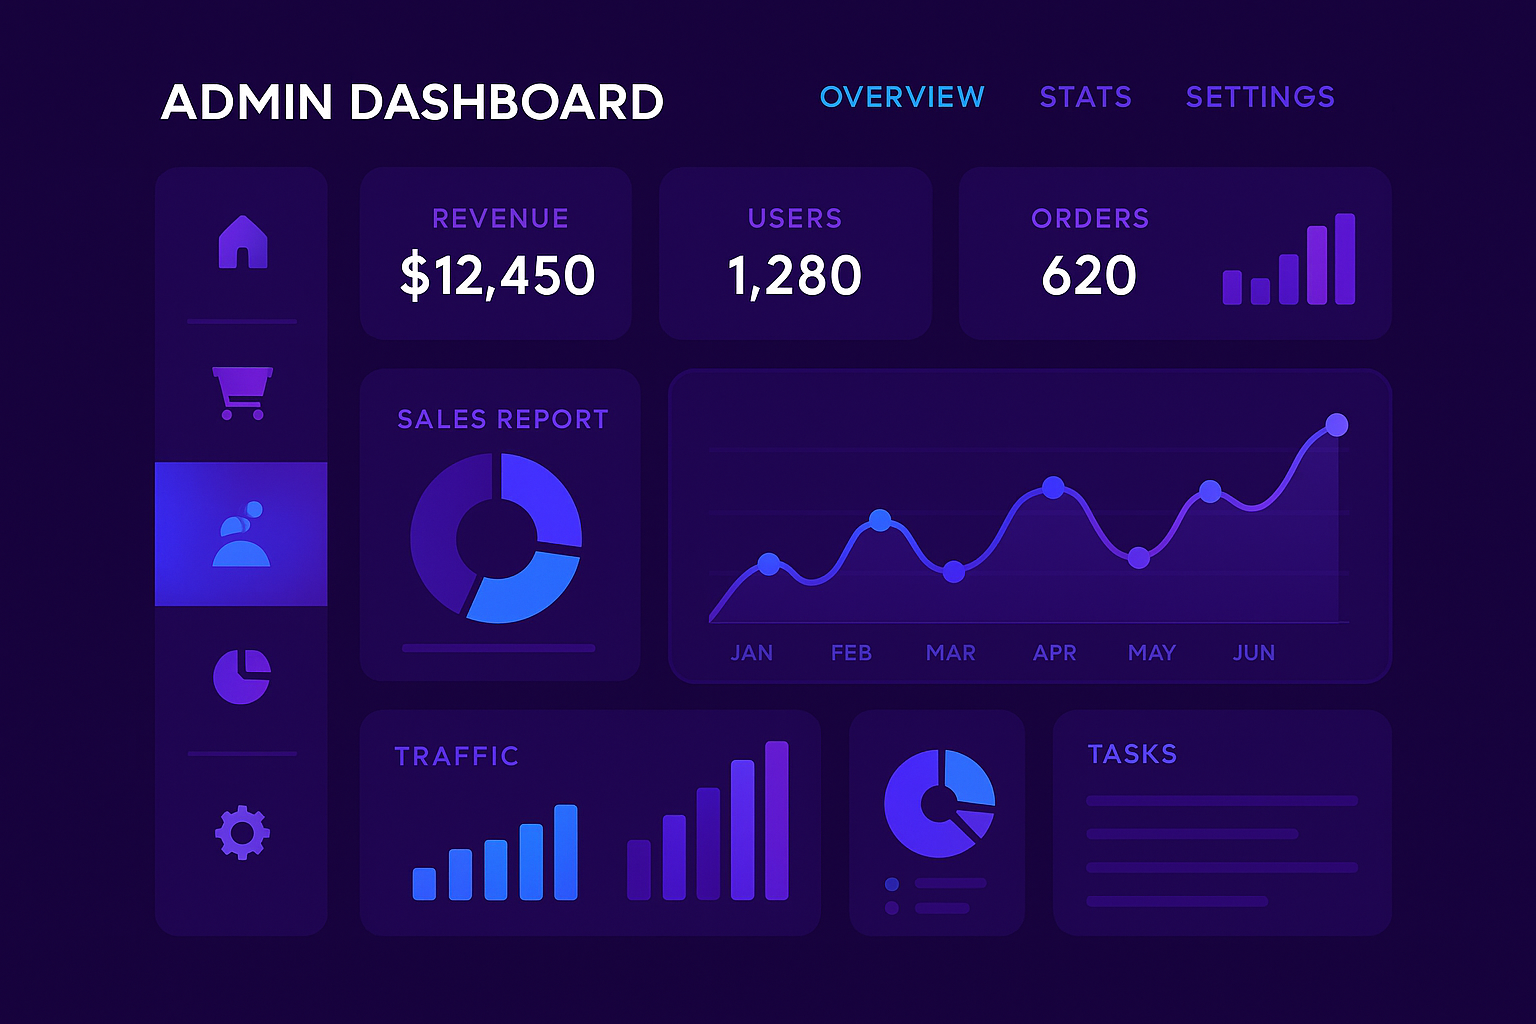 ADMIN DASHBOARD
OVERVIEW STATS SETTINGS
REVENUE
$12,450
USERS
1,280
ORDERS
620
SALES REPORT
JAN FEB MAR APR MAY JUN
TRAFFIC
TASKS